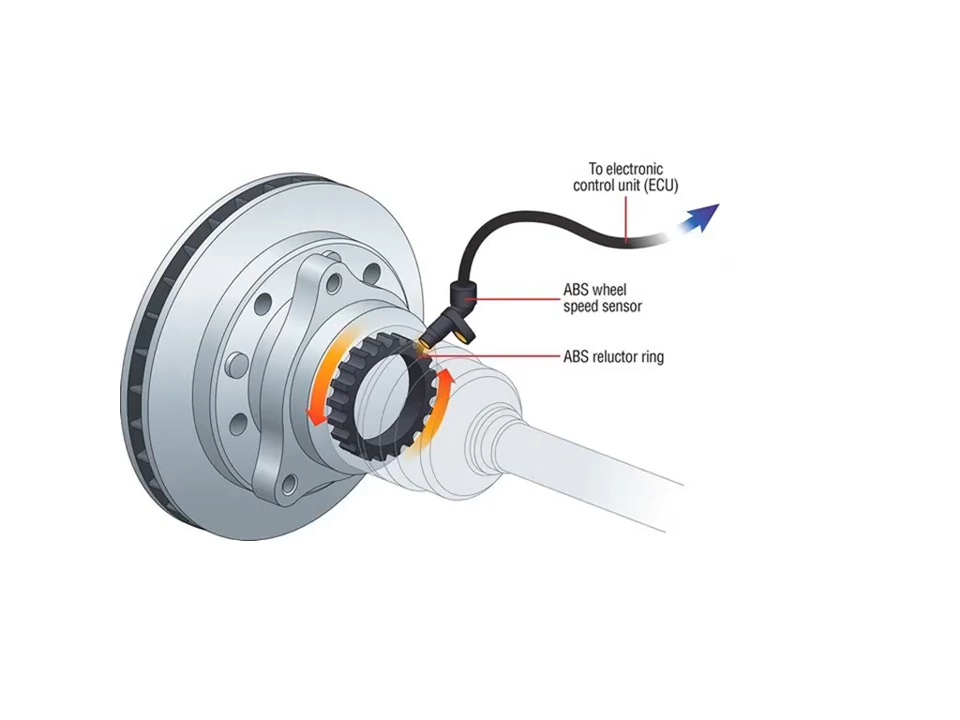 To electronic
control unit (ECU)
ABS wheel
speed sensor
ABS reluctor ring